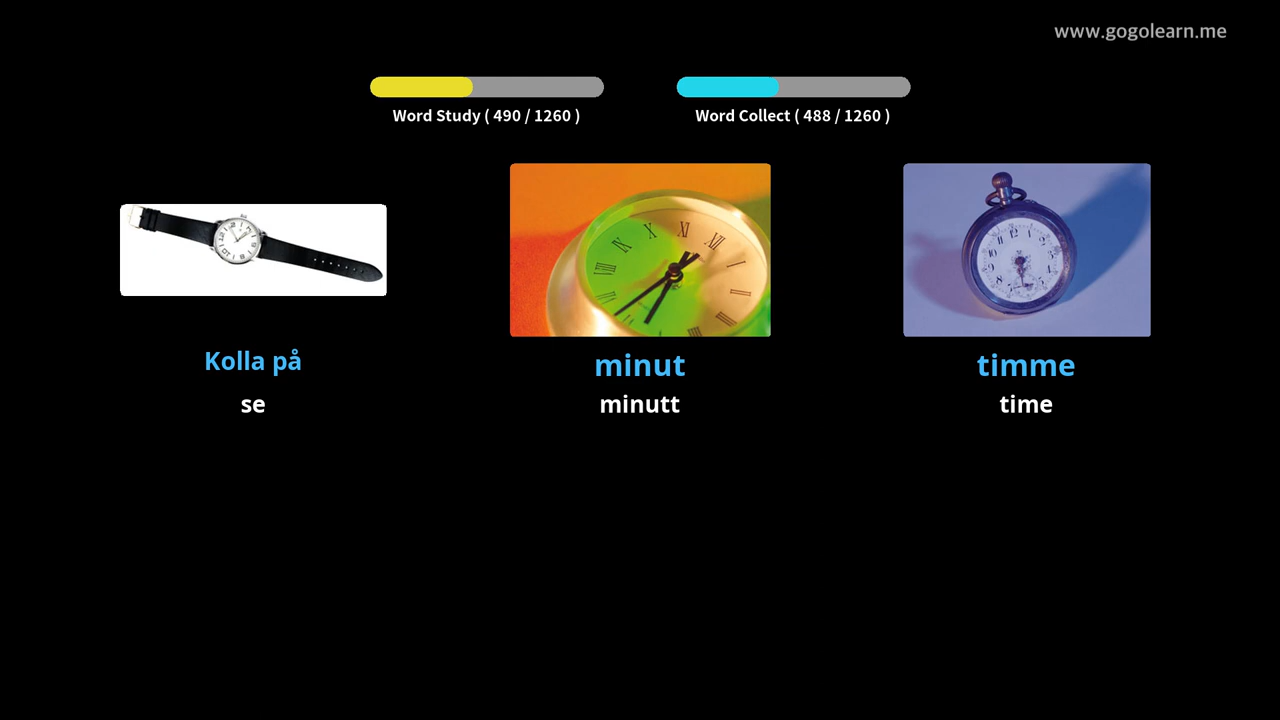 www.gogolearn.me
Word Study ( 490 / 1260 )
Word Collect ( 488 / 1260 )
Kolla på
se
minut
minutt
timme
time